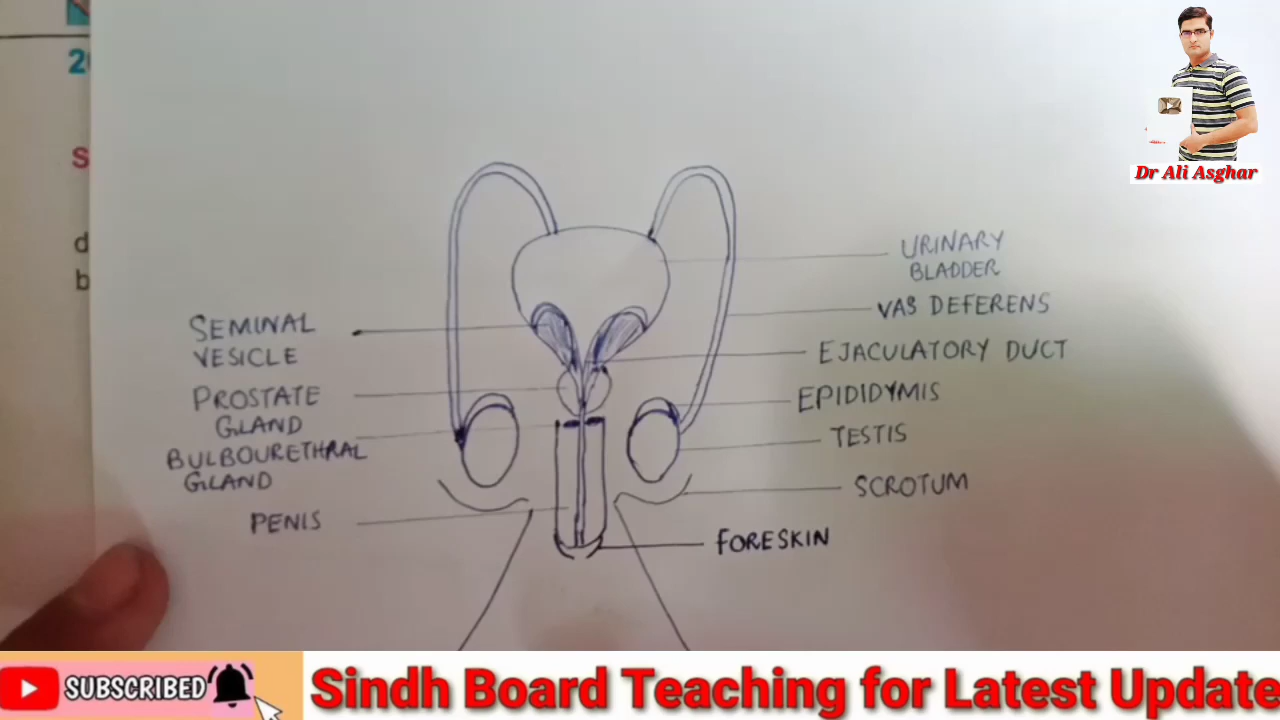 20
S
d
b
Dr Ali Asghar
SEMINAL
VESICLE
PROSTATE
GLAND
BULBOURETHRAL
GLAND
PENIS
URINARY
BLADDER
VAS DEFERENS
EJACULATORY DUCT
EPIDIDYMIS
TESTIS
SCROTUM
FORESKIN
SUBSCRIBED
Sindh Board Teaching for Latest Update